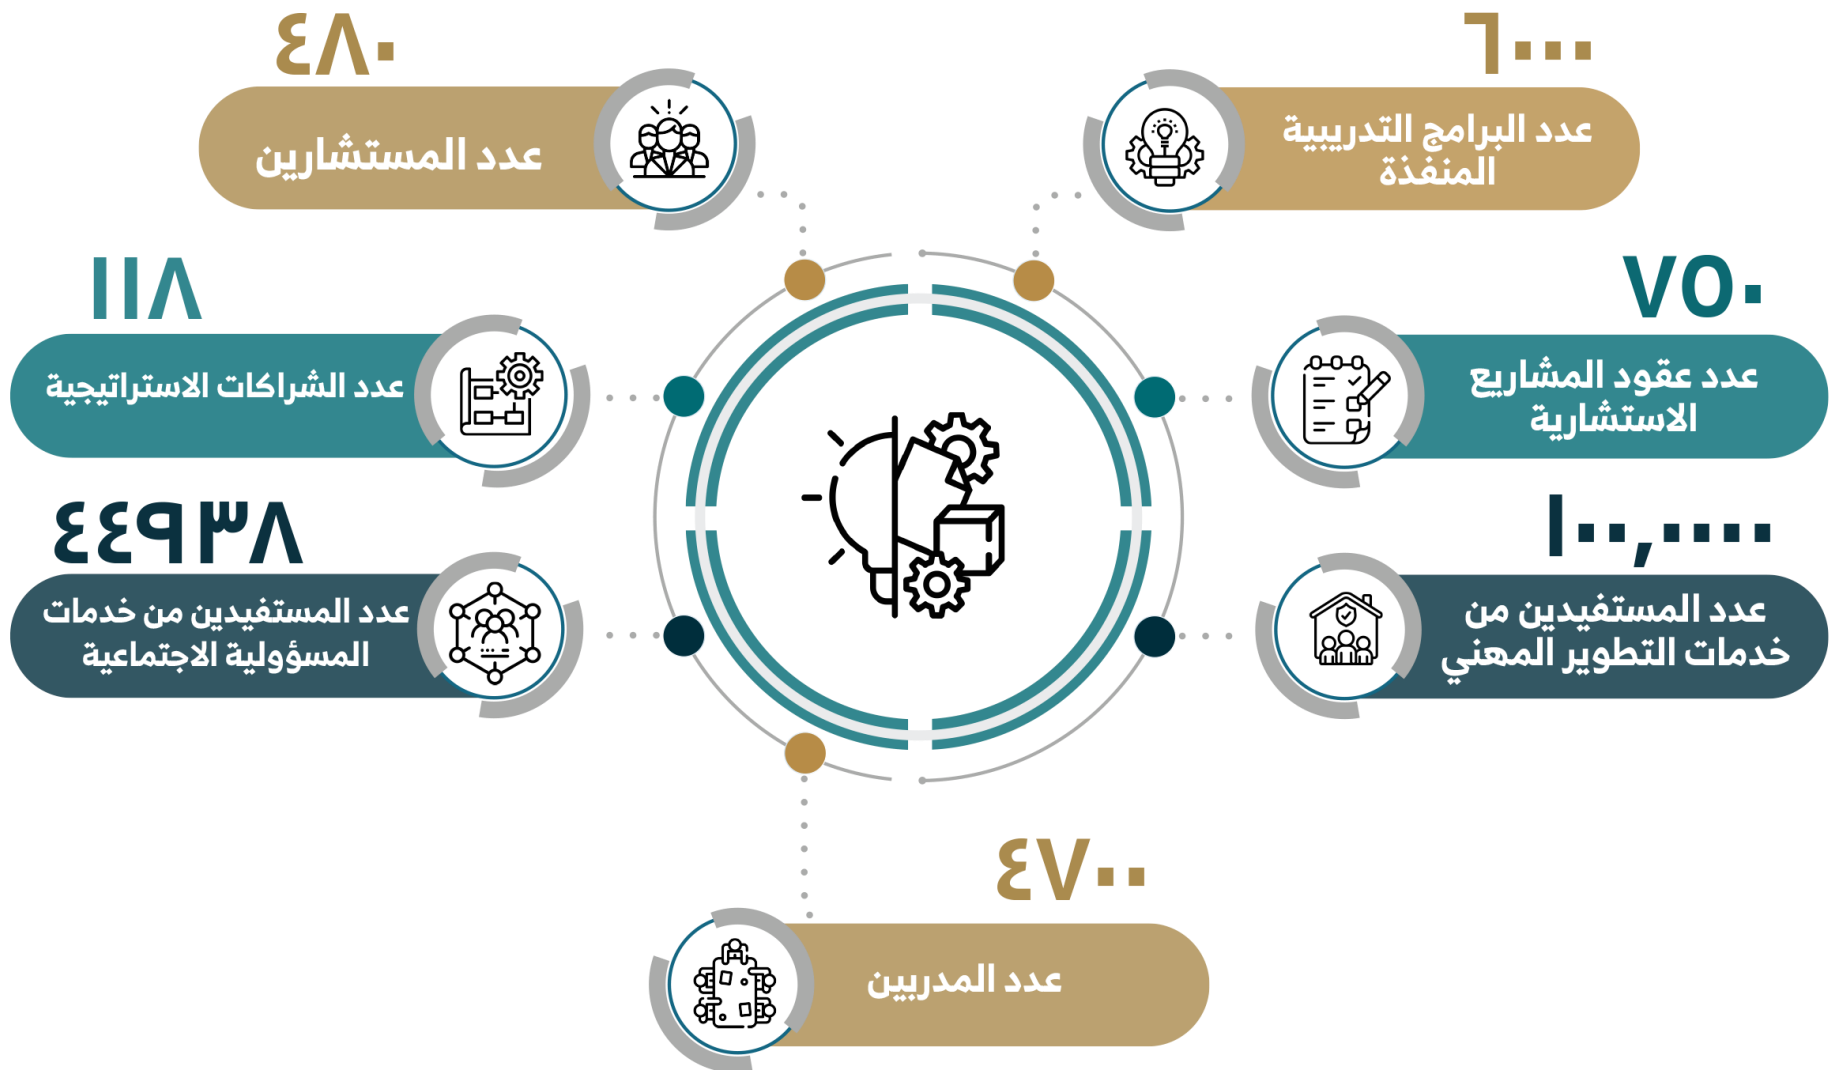 ٦٠٠٠
عدد البرامج التدريبية
المنفذة
٤٨٠
عدد المستشارين
٧٥٠
عدد عقود المشاريع
الاستشارية
١١٨
عدد الشراكات الاستراتيجية
١٠٠,٠٠٠٠
عدد المستفيدين من
خدمات التطوير المهني
٤٤٩٣٨
عدد المستفيدين من خدمات
المسؤولية الاجتماعية
٤٧٠٠
عدد المدربين